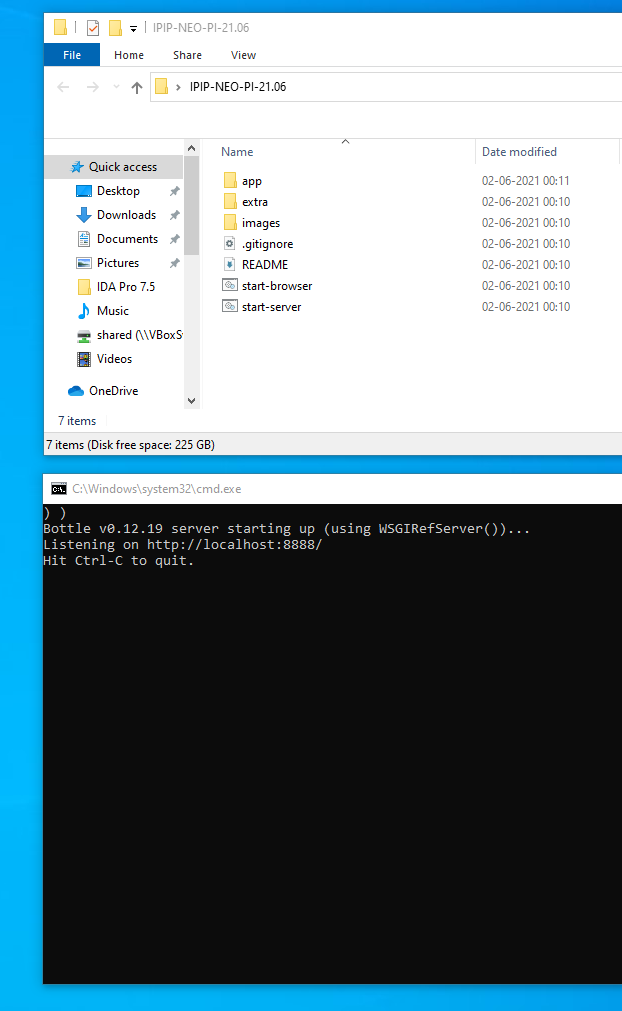 IPIP-NEO-PI-21.06
File Home Share View
IPIP-NEO-PI-21.06
Name Date modified
Quick access
Desktop
Downloads
Documents
Pictures
IDA Pro 7.5
Music
shared (\\VBoxSv
Videos
OneDrive
app 02-06-2021 00:11
extra 02-06-2021 00:10
images 02-06-2021 00:10
.gitignore 02-06-2021 00:10
README 02-06-2021 00:10
start-browser 02-06-2021 00:10
start-server 02-06-2021 00:10
7 items
7 items (Disk free space: 225 GB)
C:\Windows\system32\cmd.exe
) )
Bottle v0.12.19 server starting up (using WSGIRefServer())...
Listening on http://localhost:8888/
Hit Ctrl-C to quit.